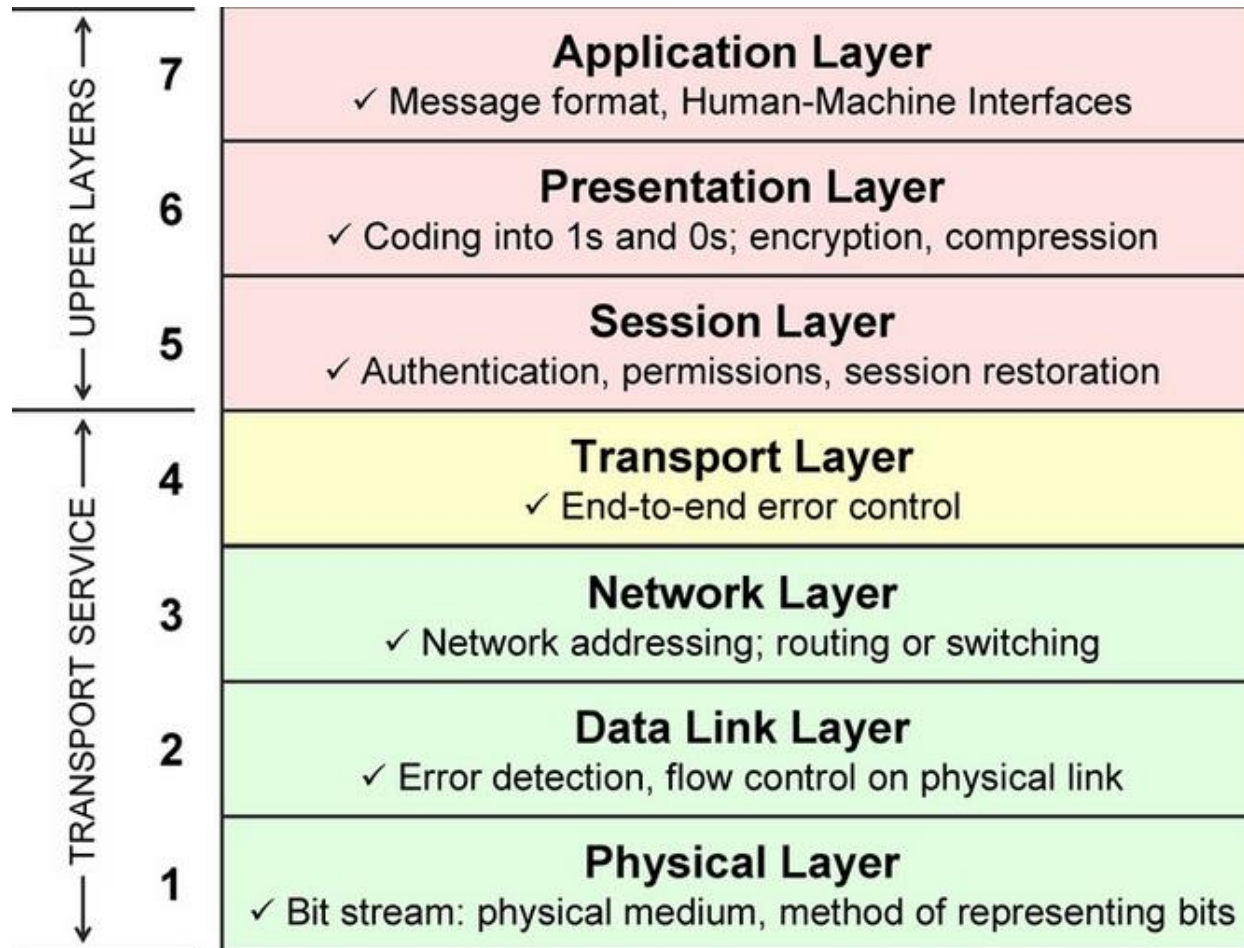 UPPER LAYERS
7
Application Layer
✓ Message format, Human-Machine Interfaces
6
Presentation Layer
✓ Coding into 1s and 0s; encryption, compression
5
Session Layer
✓ Authentication, permissions, session restoration
TRANSPORT SERVICE
4
Transport Layer
✓ End-to-end error control
3
Network Layer
✓ Network addressing; routing or switching
2
Data Link Layer
✓ Error detection, flow control on physical link
1
Physical Layer
✓ Bit stream: physical medium, method of representing bits